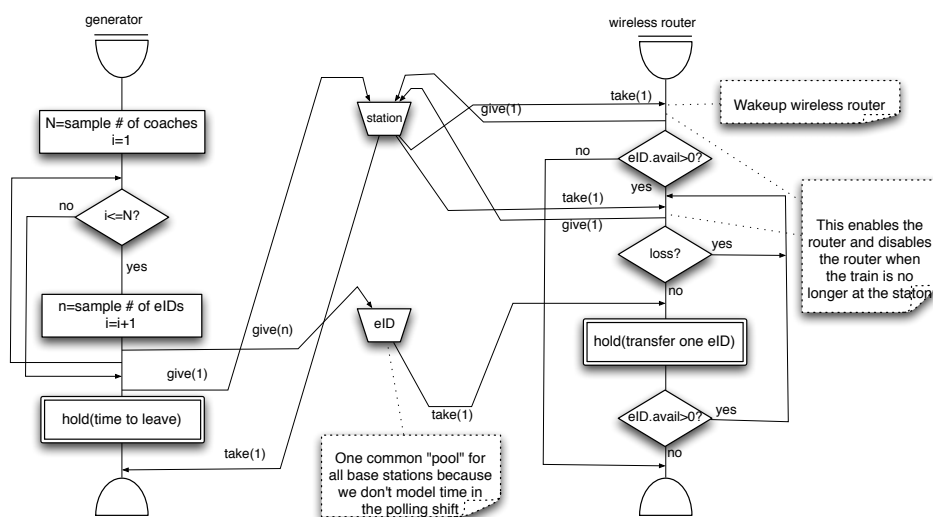 generator
wireless router
N=sample # of coaches
i=1
station
take(1)
give(1)
Wakeup wireless router
no
eID.avail>0?
yes
no
i<=N?
yes
take(1)
give(1)
This enables the
router and disables
the router when
the train is no
longer at the staton
loss?
yes
no
n=sample # of eIDs
i=i+1
give(n)
eID
hold(transfer one eID)
give(1)
take(1)
hold(time to leave)
eID.avail>0?
yes
no
take(1)
One common "pool" for
all base stations because
we don't model time in
the polling shift